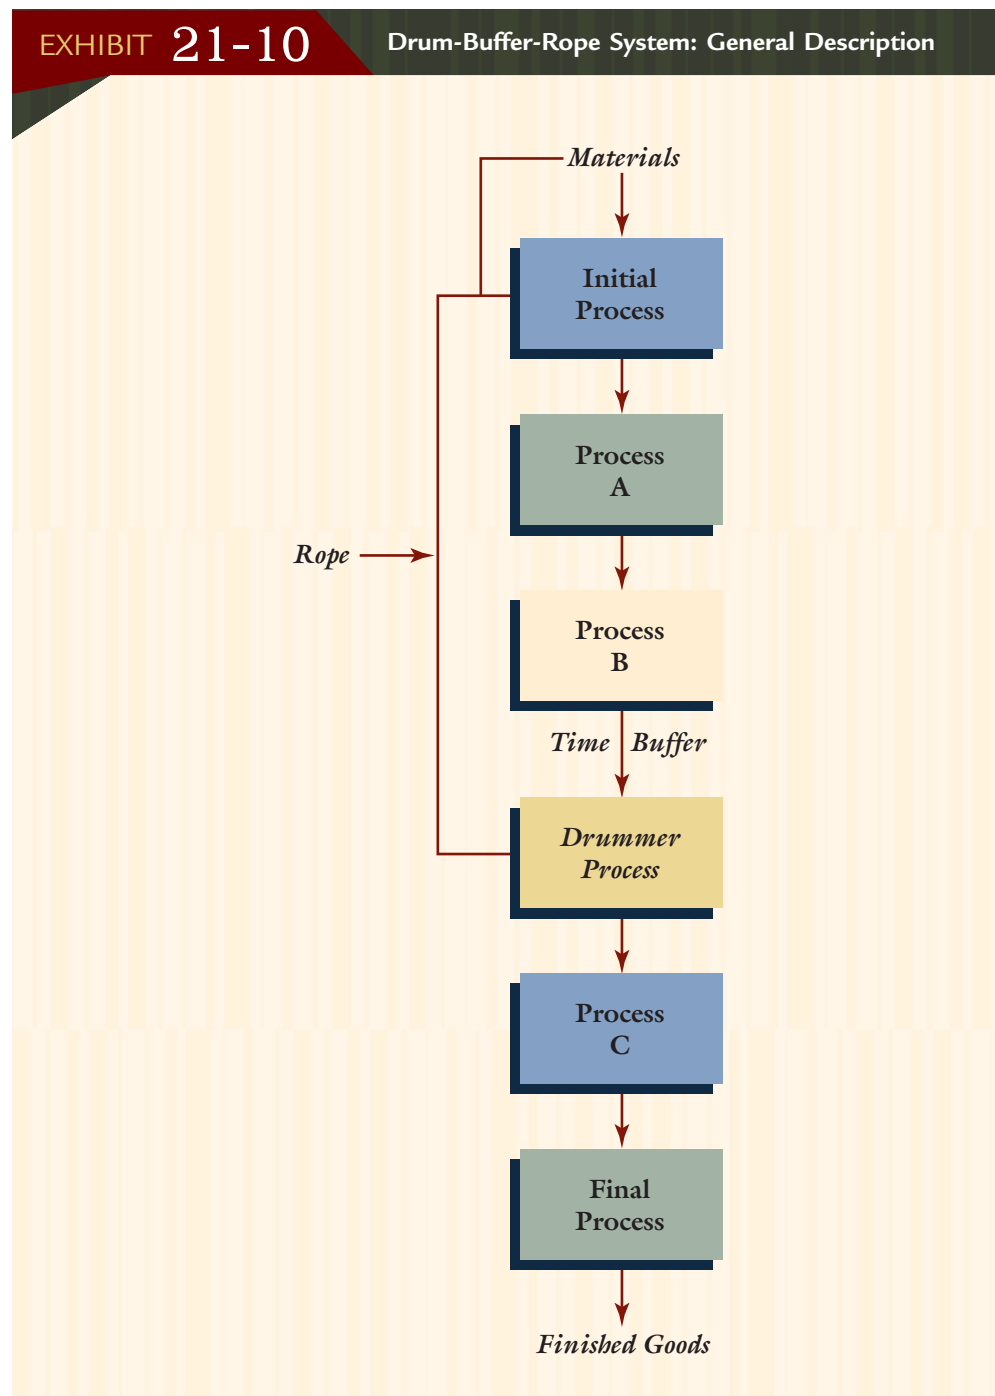 EXHIBIT 21-10
Drum-Buffer-Rope System: General Description
Materials
Initial
Process
Process
A
Rope
Process
B
Time Buffer
Drummer
Process
Process
C
Final
Process
Finished Goods